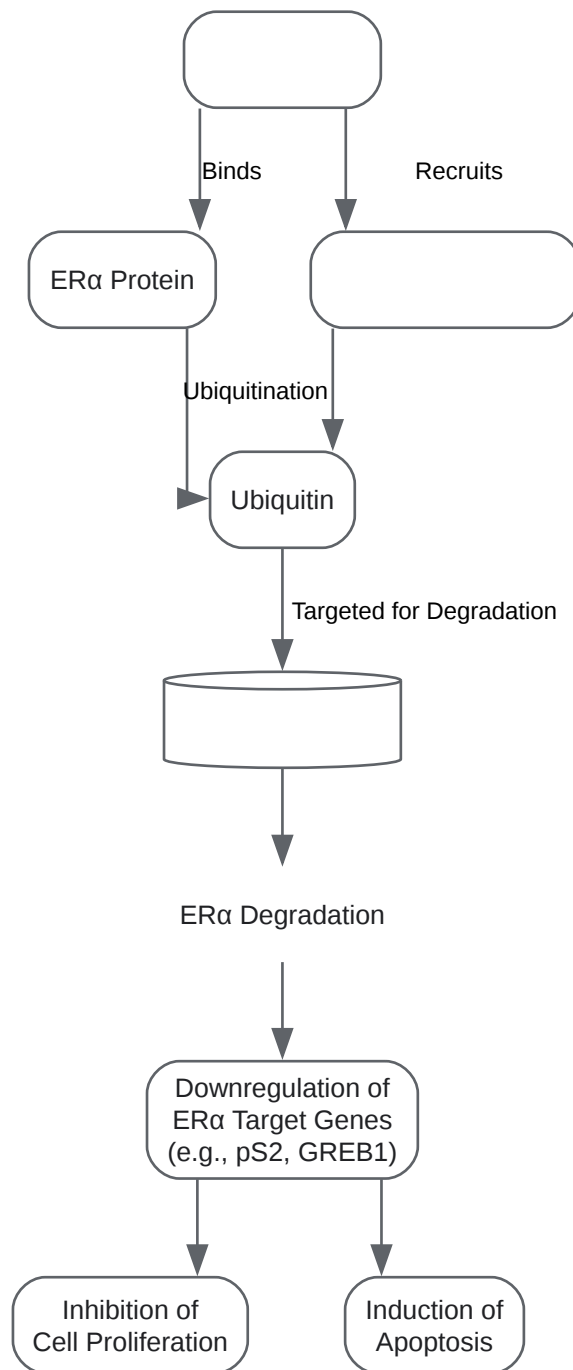 Binds
Recruits
ERα Protein
Ubiquitination
Ubiquitin
Targeted for Degradation
ERα Degradation
Downregulation of
ERα Target Genes
(e.g., pS2, GREB1)
Inhibition of
Cell Proliferation
Induction of
Apoptosis